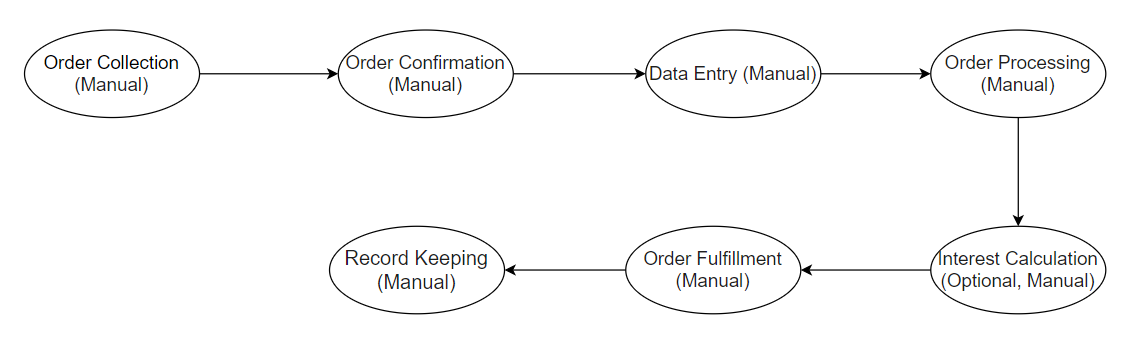 Order Collection
(Manual)
Order Confirmation
(Manual)
Data Entry (Manual)
Order Processing
(Manual)
Interest Calculation
(Optional, Manual)
Order Fulfillment
(Manual)
Record Keeping
(Manual)